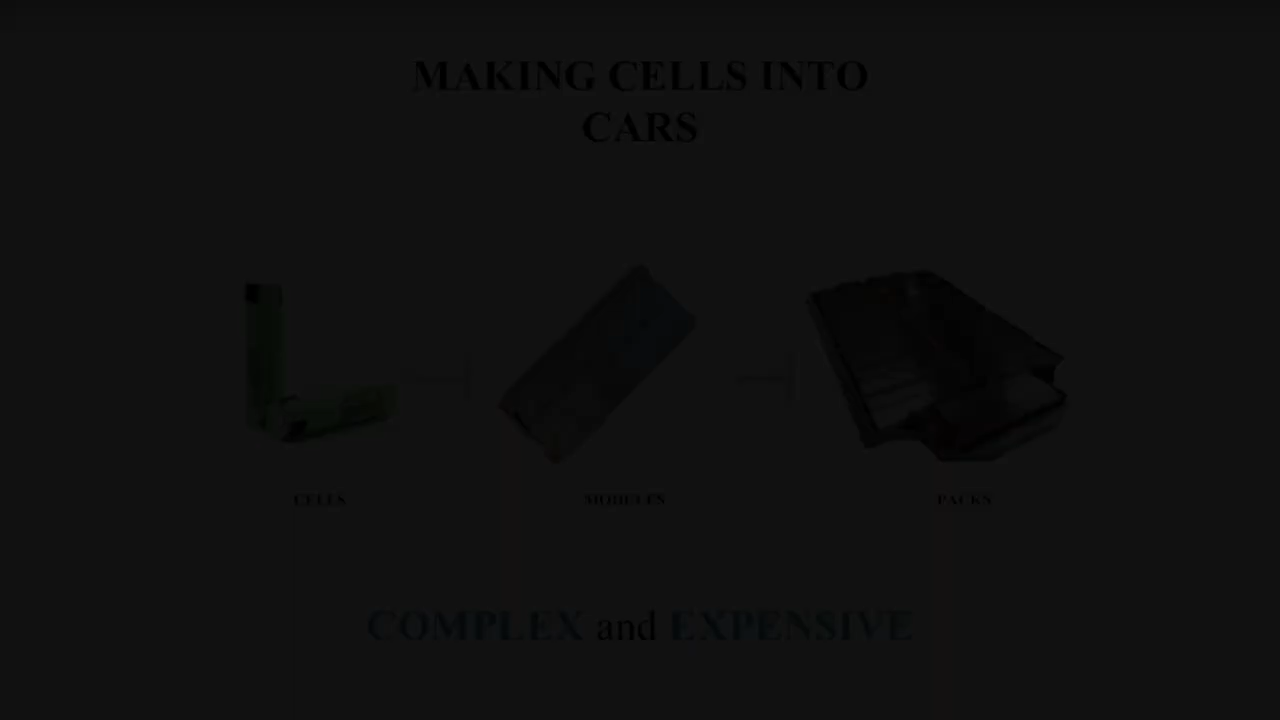 MAKING CELLS INTO
CARS
CELLS
MODULES
PACKS
COMPLEX and EXPENSIVE